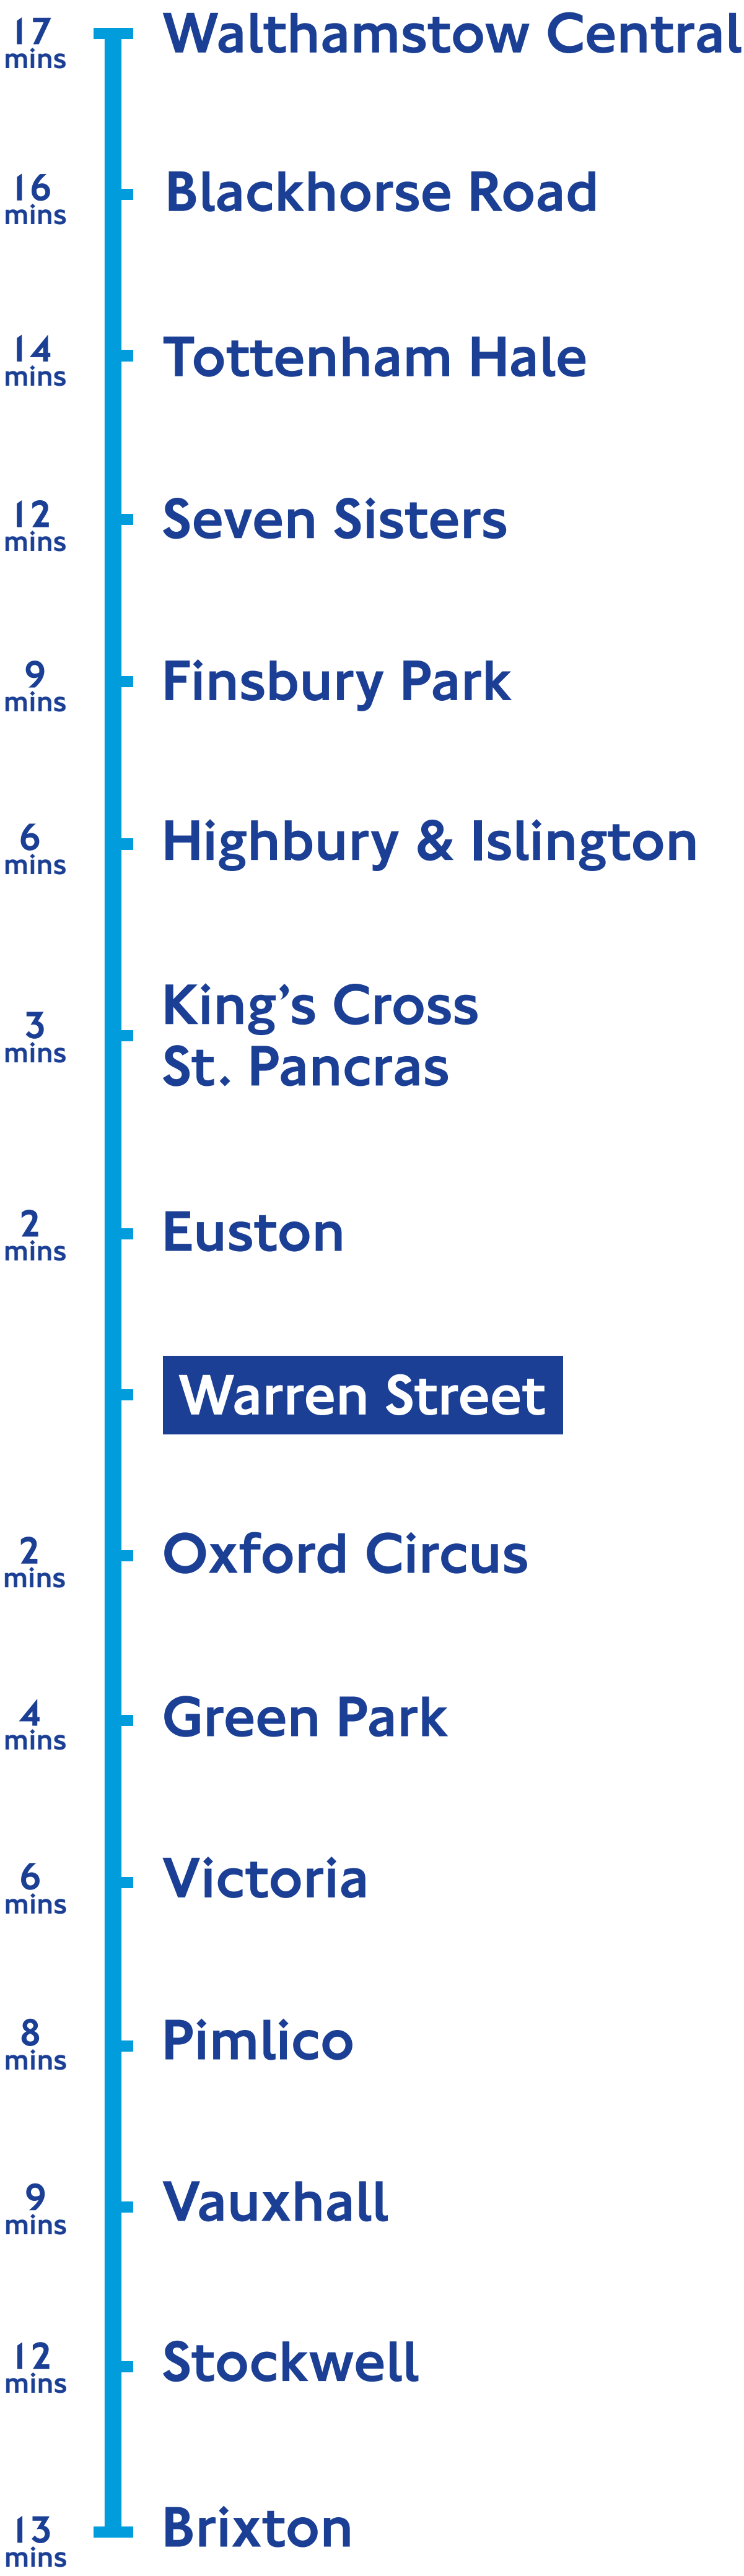 17
mins
Walthamstow Central
16
mins
Blackhorse Road
14
mins
Tottenham Hale
12
mins
Seven Sisters
9
mins
Finsbury Park
6
mins
Highbury & Islington
3
mins
King’s Cross
St. Pancras
2
mins
Euston
Warren Street
2
mins
Oxford Circus
4
mins
Green Park
6
mins
Victoria
8
mins
Pimlico
9
mins
Vauxhall
12
mins
Stockwell
13
mins
Brixton